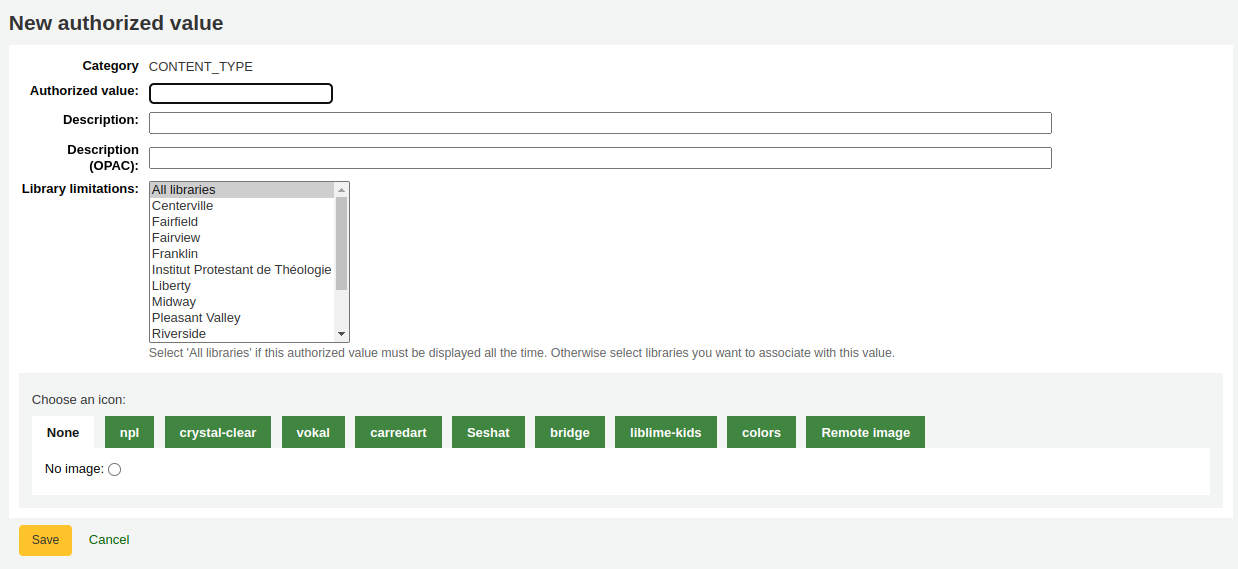 New authorized value
Category CONTENT_TYPE
Authorized value:
Description:
Description
(OPAC):
Library limitations:
All libraries
Centerville
Fairfield
Fairview
Franklin
Institut Protestant de Théologie
Liberty
Midway
Pleasant Valley
Riverside
Select 'All libraries' if this authorized value must be displayed all the time. Otherwise select libraries you want to associate with this value.
Choose an icon:
None npl crystal-clear vokal carredart Seshat bridge liblime-kids colors Remote image
No image:
Save Cancel